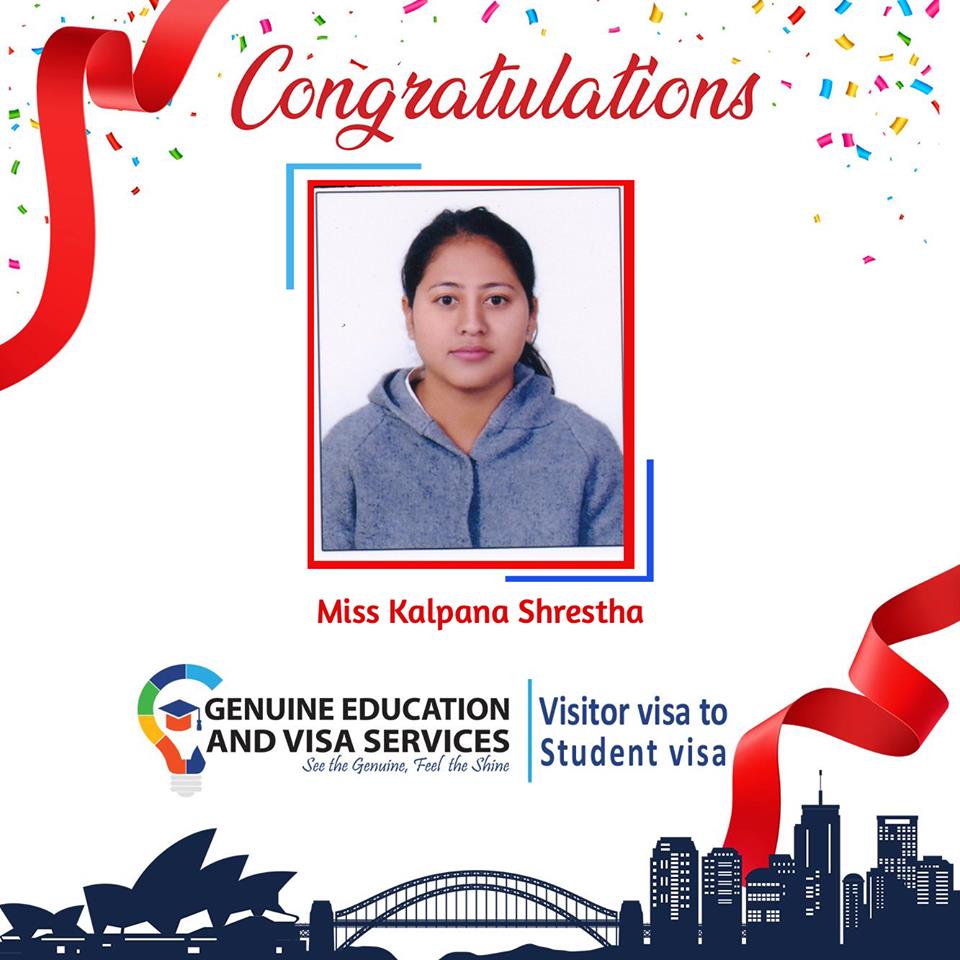 Congratulations
Miss Kalpana Shrestha
GENUINE EDUCATION
AND VISA SERVICES
See the Genuine, Feel the Shine
Visitor visa to
Student visa